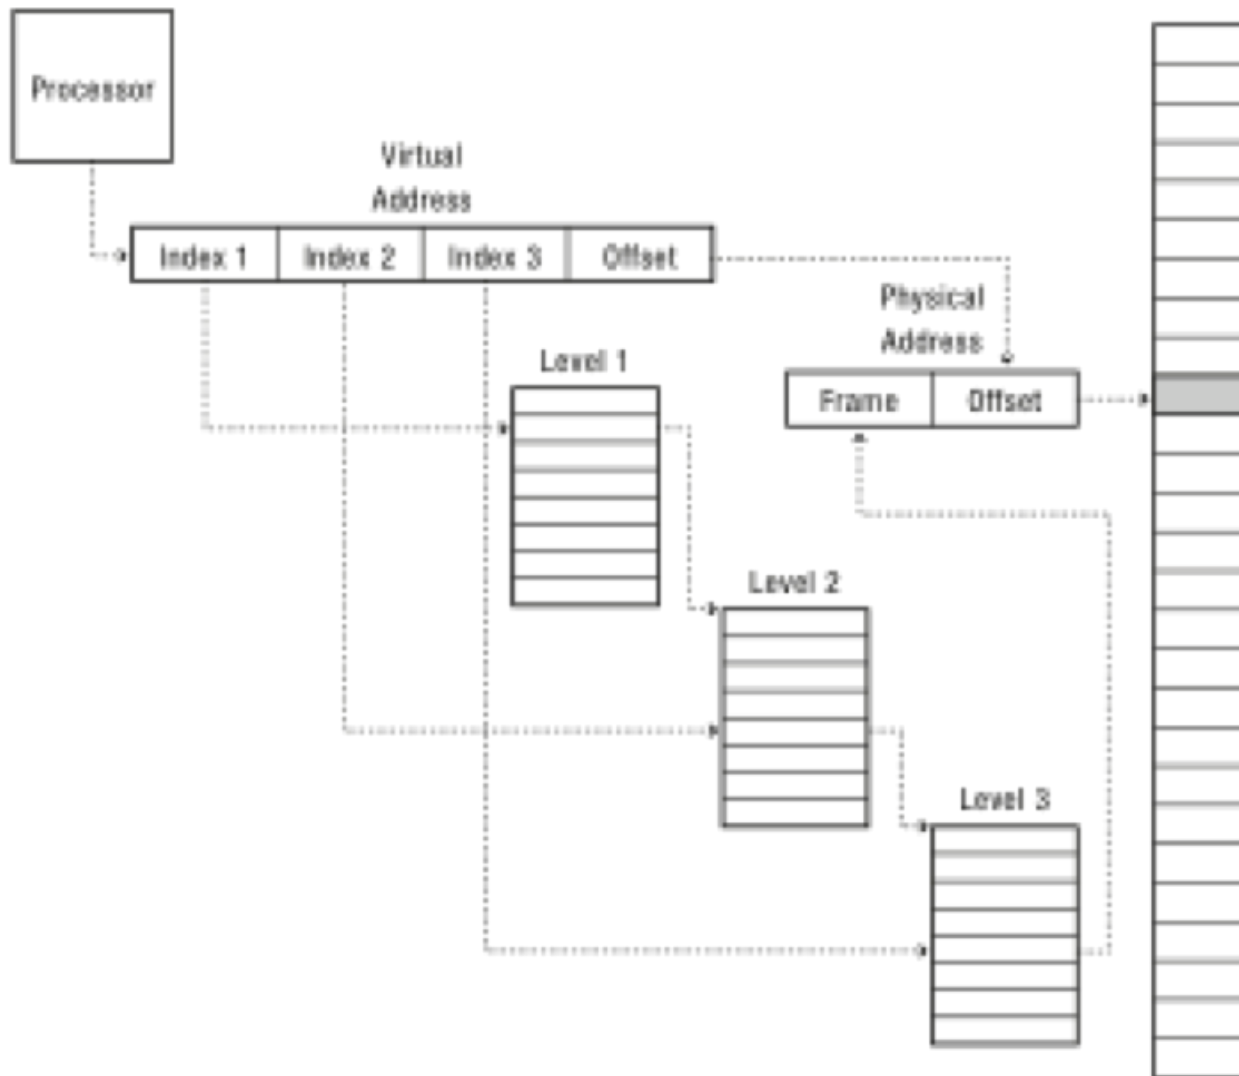 Processor
Virtual
Address
Index 1 Index 2 Index 3 Offset
Physical
Address
Level 1
Frame Offset
Level 2
Level 3